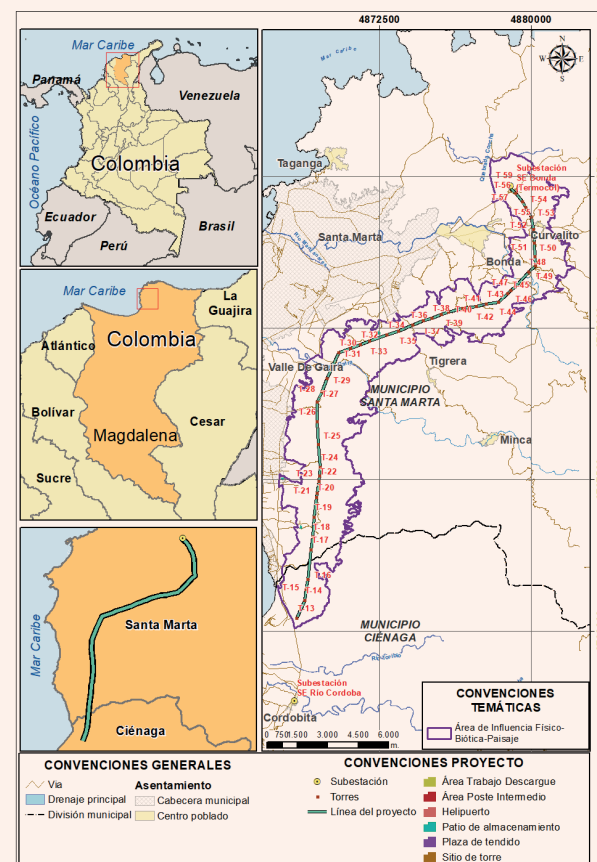 4872500 4880000
Mar Caribe
Panamá
Venezuela
Océano Pacífico
Colombia
Ecuador
Perú
Brasil
Mar Caribe
La
Guajira
Colombia
Atlántico
Bolívar
Magdalena
Cesar
Sucre
Mar Caribe
Santa Marta
Ciénaga
Mar Caribe
N
W E
S
Taganga
T-59
Subestación
SE Bonda
(Termocol)
T-56
T-57
T-54
T-55
T-53
T-52
Curvalito
Santa Marta
T-51
T-50
Bonda
T-48
T-49
T-47
T-45
T-41
T-43
T-46
T-38
T-40
T-44
T-36
T-42
T-34
T-39
T-37
T-32
T-35
T-30
T-33
T-31
Tigrera
Valle De Gaira
T-29
T-28
T-27
MUNICIPIO
SANTA MARTA
T-26
T-25
Minca
T-24
T-23
T-22
T-21
T-20
T-19
T-18
T-17
T-16
T-15
T-14
T-13
MUNICIPIO
CIÉNAGA
Subestación
SE Rio Cordoba
Cordobita
0 750 1.500 3.000 4.500 6.000
m.
CONVENCIONES
TEMÁTICAS
Área de Influencia Físico-
Biótica-Paisaje
CONVENCIONES GENERALES
Via
Drenaje principal
División municipal
Asentamiento
Cabecera municipal
Centro poblado
CONVENCIONES PROYECTO
Subestación
Torres
Línea del proyecto
Área Trabajo Descargue
Área Poste Intermedio
Helipuerto
Patio de almacenamiento
Plaza de tendido
Sitio de torre